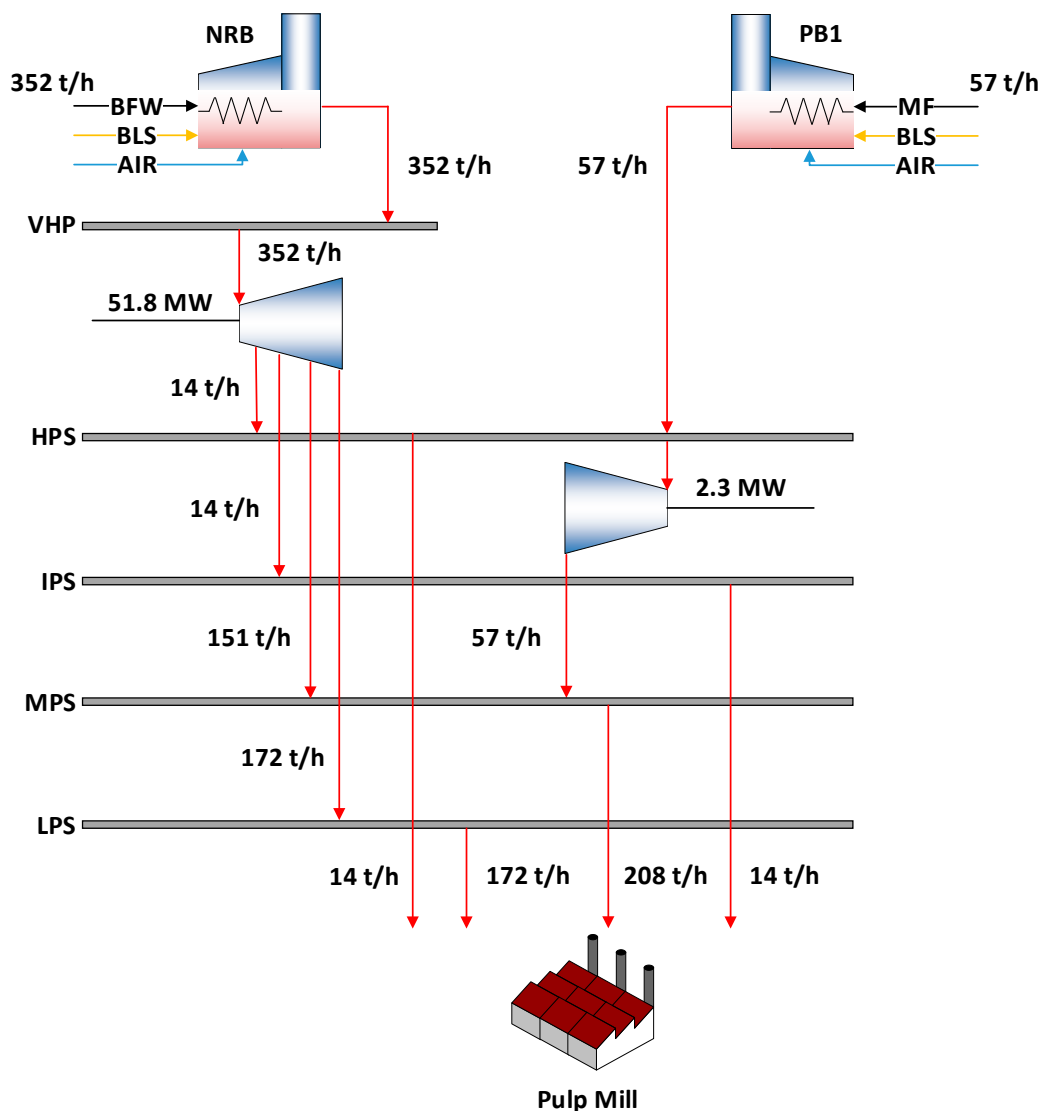 NRB
PB1
352 t/h
57 t/h
BFW
MF
BLS
BLS
AIR
AIR
352 t/h
57 t/h
VHP
352 t/h
51.8 MW
14 t/h
HPS
2.3 MW
14 t/h
IPS
151 t/h
57 t/h
MPS
172 t/h
LPS
14 t/h
172 t/h
208 t/h
14 t/h
Pulp Mill